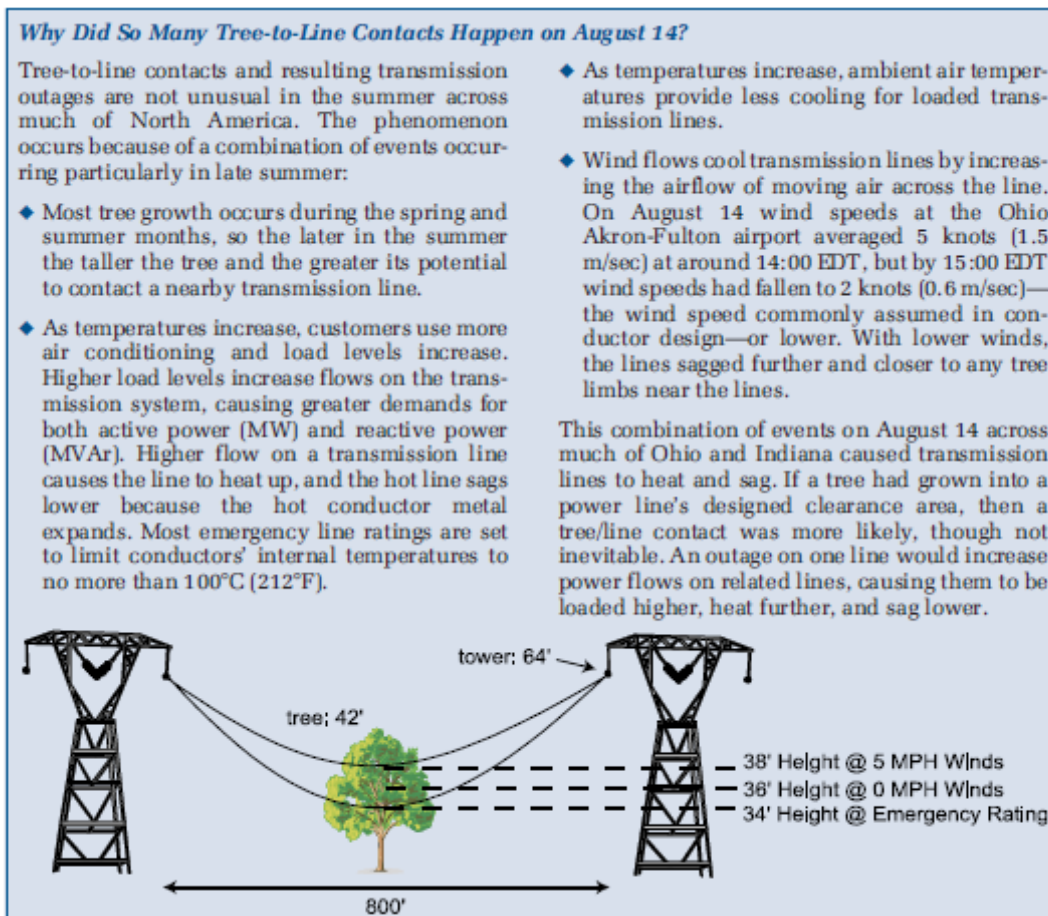 Why Did So Many Tree-to-Line Contacts Happen on August 14?
Tree-to-line contacts and resulting transmission
outages are not unusual in the summer across
much of North America. The phenomenon
occurs because of a combination of events occur-
ring particularly in late summer:
◆ Most tree growth occurs during the spring and
summer months, so the later in the summer
the taller the tree and the greater its potential
to contact a nearby transmission line.
◆ As temperatures increase, customers use more
air conditioning and load levels increase.
Higher load levels increase flows on the trans-
mission system, causing greater demands for
both active power (MW) and reactive power
(MVAr). Higher flow on a transmission line
causes the line to heat up, and the hot line sags
lower because the hot conductor metal
expands. Most emergency line ratings are set
to limit conductors' internal temperatures to
no more than 100°C (212°F).
◆ As temperatures increase, ambient air temper-
atures provide less cooling for loaded trans-
mission lines.
◆ Wind flows cool transmission lines by increas-
ing the airflow of moving air across the line.
On August 14 wind speeds at the Ohio
Akron-Fulton airport averaged 5 knots (1.5
m/sec) at around 14:00 EDT, but by 15:00 EDT
wind speeds had fallen to 2 knots (0.6 m/sec)—
the wind speed commonly assumed in con-
ductor design—or lower. With lower winds,
the lines sagged further and closer to any tree
limbs near the lines.
This combination of events on August 14 across
much of Ohio and Indiana caused transmission
lines to heat and sag. If a tree had grown into a
power line's designed clearance area, then a
tree/line contact was more likely, though not
inevitable. An outage on one line would increase
power flows on related lines, causing them to be
loaded higher, heat further, and sag lower.
tower: 64'
tree: 42'
38' Height @ 5 MPH Winds
36' Height @ 0 MPH Winds
34' Height @ Emergency Rating
800'